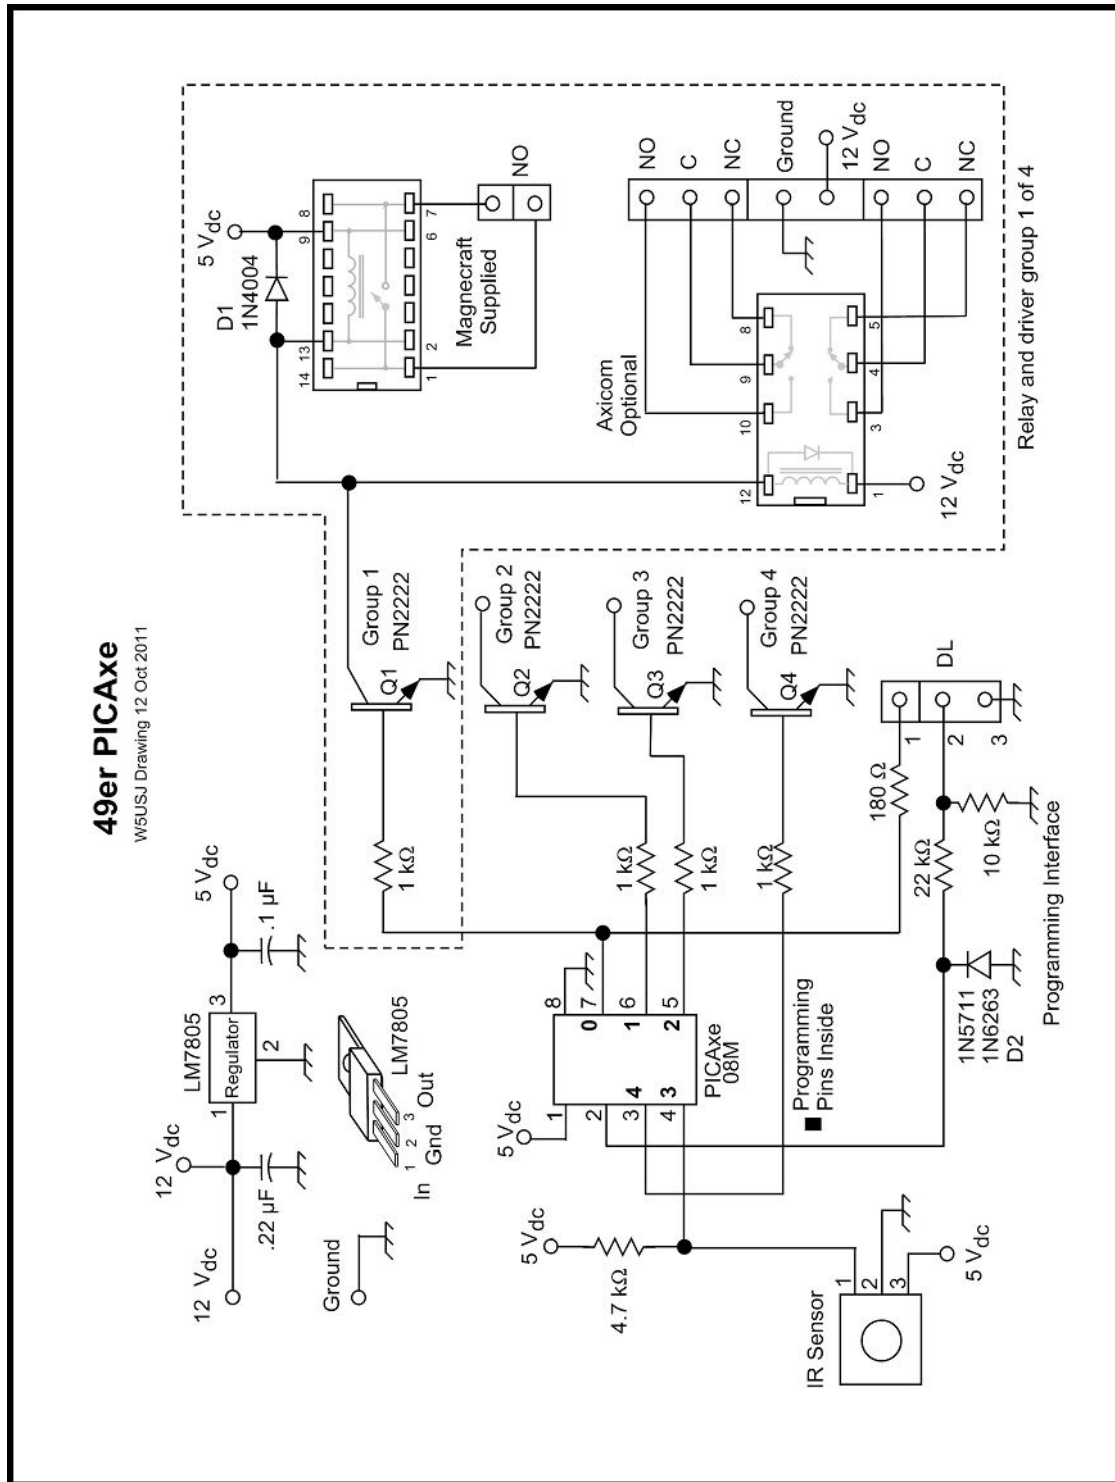 49er PICAxe
W5USJ Drawing 12 Oct 2011
12 Vdc
12 Vdc
.22 µF
1
LM7805
Regulator
3
2
5 Vdc
.1 µF
Ground
In
Gnd
Out
1
2
3
LM7805
Group 1
PN2222
Q1
1 kΩ
Group 2
PN2222
Q2
1 kΩ
Group 3
PN2222
Q3
1 kΩ
Group 4
PN2222
Q4
1 kΩ
5 Vdc
D1
1N4004
14
13
9
8
1
2
6
7
Magnecraft
Supplied
NO
Axicom
Optional
12
10
9
8
1
3
4
5
12 Vdc
NO
C
NC
Ground
12 Vdc
NO
C
NC
Relay and driver group 1 of 4
5 Vdc
1
2
3
4
4
3
8
7
6
5
0
1
2
PICAxe
08M
Programming
Pins Inside
5 Vdc
4.7 kΩ
IR Sensor
1
2
3
5 Vdc
180 Ω
22 kΩ
10 kΩ
1
2
3
DL
1N5711
1N6263
D2
Programming Interface